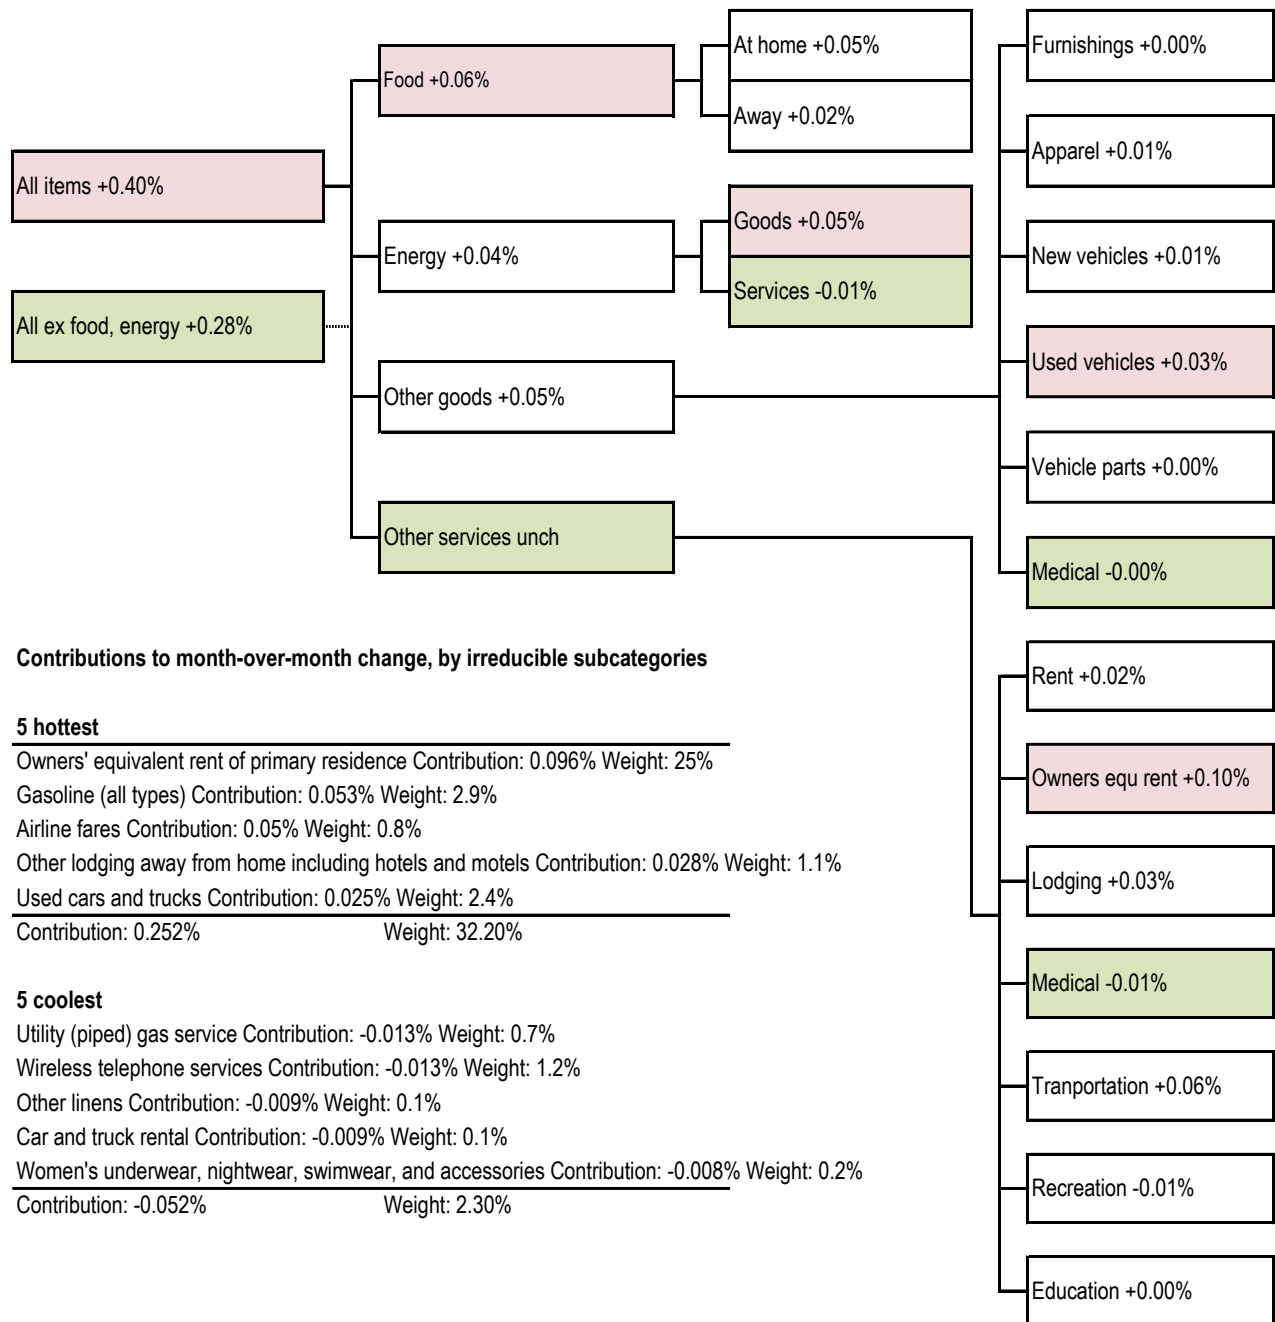 All items +0.40%
All ex food, energy +0.28%
Food +0.06%
Energy +0.04%
Other goods +0.05%
Other services unch
At home +0.05%
Away +0.02%
Goods +0.05%
Services -0.01%
Furnishings +0.00%
Apparel +0.01%
New vehicles +0.01%
Used vehicles +0.03%
Vehicle parts +0.00%
Medical -0.00%
Rent +0.02%
Owners equ rent +0.10%
Lodging +0.03%
Medical -0.01%
Tranportation +0.06%
Recreation -0.01%
Education +0.00%
Contributions to month-over-month change, by irreducible subcategories
5 hottest
Owners' equivalent rent of primary residence Contribution: 0.096% Weight: 25%
Gasoline (all types) Contribution: 0.053% Weight: 2.9%
Airline fares Contribution: 0.05% Weight: 0.8%
Other lodging away from home including hotels and motels Contribution: 0.028% Weight: 1.1%
Used cars and trucks Contribution: 0.025% Weight: 2.4%
Contribution: 0.252% Weight: 32.20%
5 coolest
Utility (piped) gas service Contribution: -0.013% Weight: 0.7%
Wireless telephone services Contribution: -0.013% Weight: 1.2%
Other linens Contribution: -0.009% Weight: 0.1%
Car and truck rental Contribution: -0.009% Weight: 0.1%
Women's underwear, nightwear, swimwear, and accessories Contribution: -0.008% Weight: 0.2%
Contribution: -0.052% Weight: 2.30%